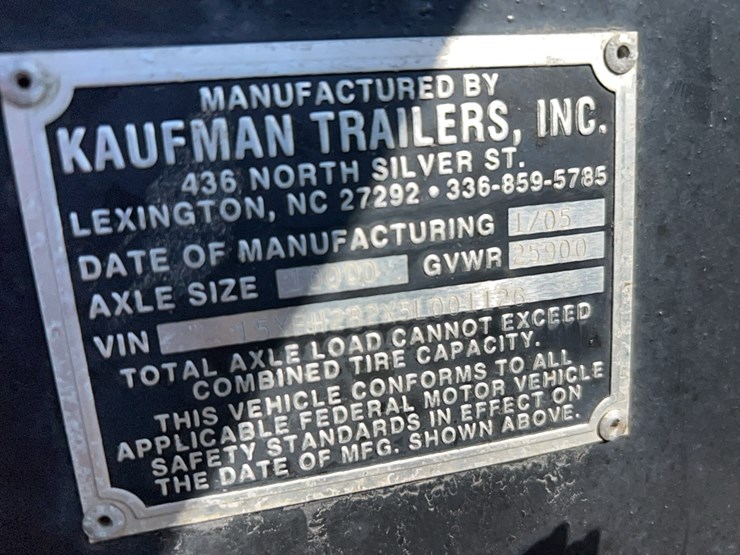 MANUFACTURED BY
KAUFMAN TRAILERS, INC.
436 NORTH SILVER ST.
LEXINGTON, NC 27292 • 336-859-5785
DATE OF MANUFACTURING 1/05
AXLE SIZE GVWR 25900
VIN
TOTAL AXLE LOAD CANNOT EXCEED
COMBINED TIRE CAPACITY.
THIS VEHICLE CONFORMS TO ALL
APPLICABLE FEDERAL MOTOR VEHICLE
SAFETY STANDARDS IN EFFECT ON
THE DATE OF MFG. SHOWN ABOVE.